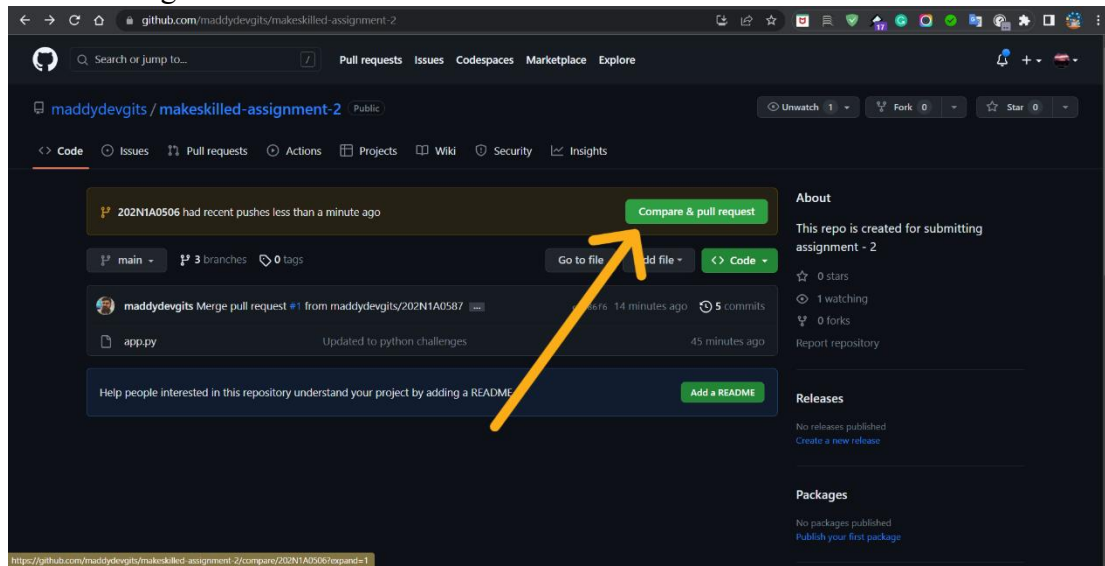 github.com/maddydevgits/makeskilled-assignment-2
17
Search or jump to...
/
Pull requests Issues Codespaces Marketplace Explore
maddydevgits / makeskilled-assignment-2 Public
Unwatch 1 Fork 0 Star 0
<> Code Issues Pull requests Actions Projects Wiki Security Insights
202N1A0506 had recent pushes less than a minute ago
Compare & pull request
main 3 branches 0 tags
Go to file file <> Code
maddydevgits Merge pull request #1 from maddydevgits/202N1A0587 ...
14 minutes ago 5 commits
app.py Updated to python challenges 45 minutes ago
Help people interested in this repository understand your project by adding a README
Add a README
About
This repo is created for submitting
assignment - 2
0 stars
1 watching
0 forks
Report repository
Releases
No releases published
Create a new release
Packages
No packages published
Publish your first package
https://github.com/maddydevgits/makeskilled-assignment-2/compare/202N1A0506?expand=1